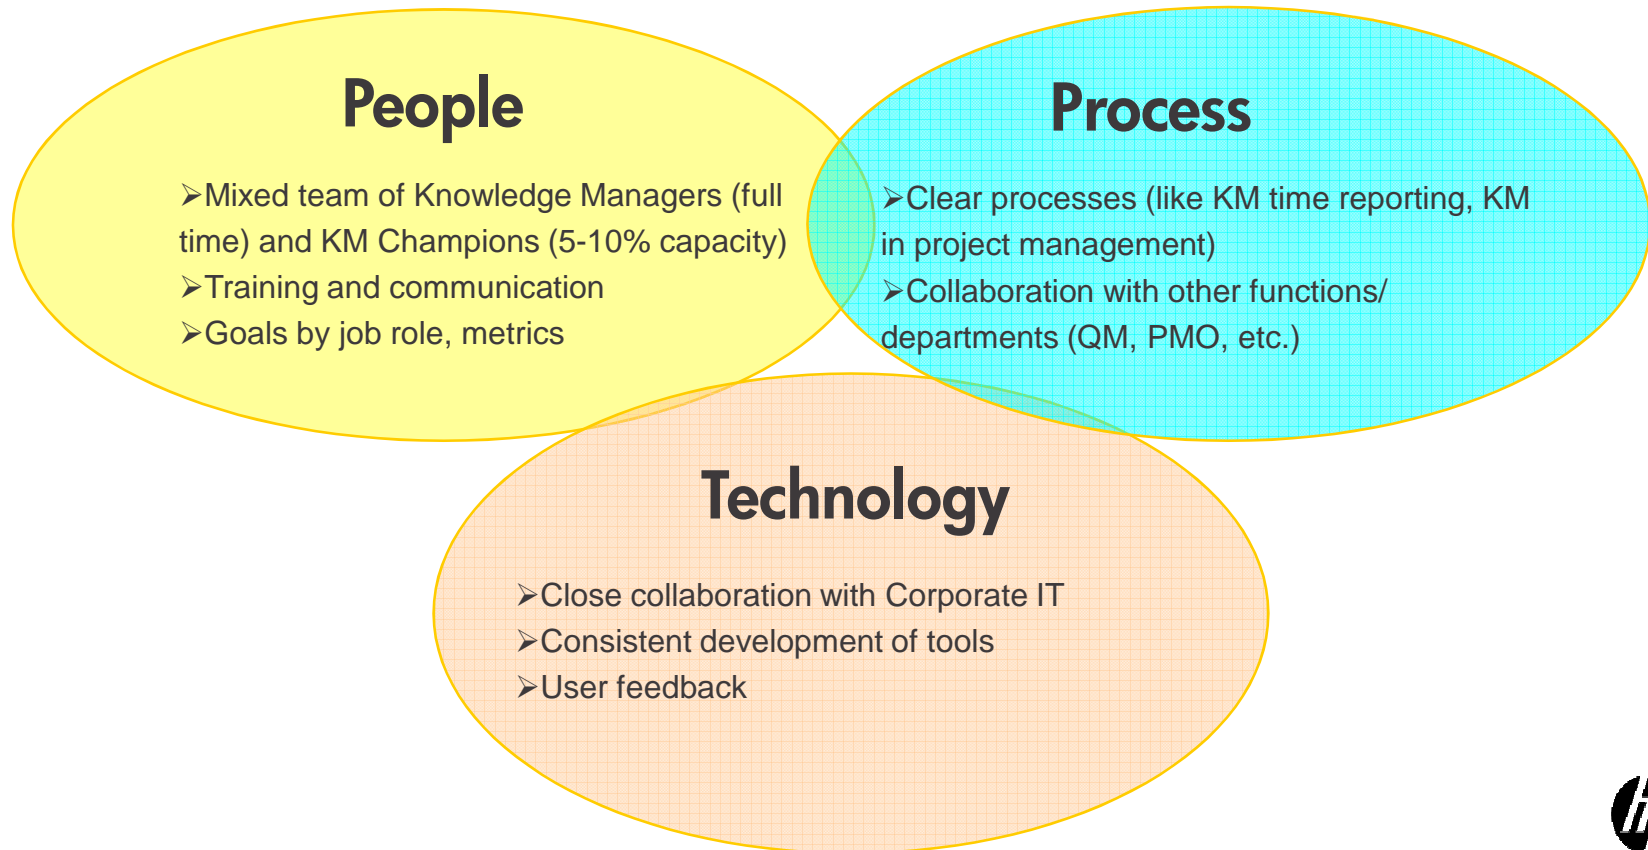 People
➢Mixed team of Knowledge Managers (full
time) and KM Champions (5-10% capacity)
➢Training and communication
➢Goals by job role, metrics
Process
➢Clear processes (like KM time reporting, KM
in project management)
➢Collaboration with other functions/
departments (QM, PMO, etc.)
Technology
➢Close collaboration with Corporate IT
➢Consistent development of tools
➢User feedback